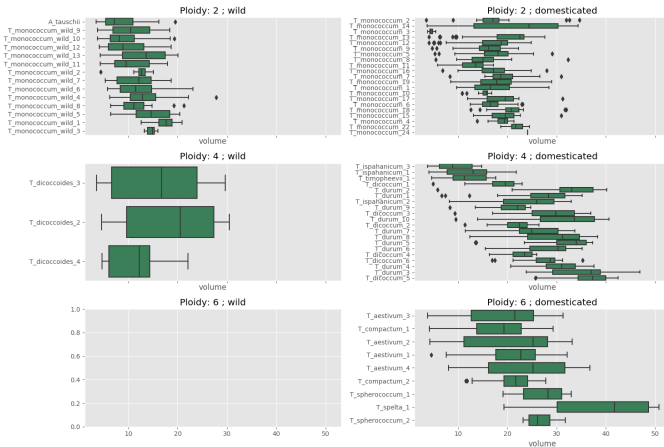 Ploidy: 2 ; wild
A_tauschii
T_monococcum_wild_9
T_monococcum_wild_10
T_monococcum_wild_8
T_monococcum_wild_12
T_monococcum_wild_13
T_monococcum_wild_11
T_monococcum_wild_2
T_monococcum_wild_7
T_monococcum_wild_6
T_monococcum_wild_4
T_monococcum_wild_8
T_monococcum_wild_5
T_monococcum_wild_1
T_monococcum_wild_3
volume
Ploidy: 2 ; domesticated
T_monococcum_2
T_monococcum_14
T_monococcum_3
T_monococcum_13
T_monococcum_12
T_monococcum_9
T_monococcum_8
T_monococcum_11
T_monococcum_7
T_monococcum_19
T_monococcum_1
T_monococcum_10
T_monococcum_17
T_monococcum_6
T_monococcum_18
T_monococcum_15
T_monococcum_4
T_monococcum_22
T_monococcum_24
volume
Ploidy: 4 ; wild
T_dicoccoides_3
T_dicoccoides_2
T_dicoccoides_4
volume
Ploidy: 4 ; domesticated
T_ispahanicum_3
T_ispahanicum_1
T_timopheevii_1
T_dicoccum_1
T_durum_2
T_durum_1
T_ispahanicum_2
T_durum_9
T_dicoccum_3
T_durum_10
T_dicoccum_2
T_durum_7
T_durum_8
T_durum_5
T_durum_6
T_dicoccum_4
T_dicoccum_6
T_durum_4
T_durum_3
T_dicoccum_5
volume
Ploidy: 6 ; wild
1.0
0.8
0.6
0.4
0.2
0.0
10 20 30 40 50
Ploidy: 6 ; domesticated
T_aestivum_3
T_compactum_1
T_aestivum_2
T_aestivum_1
T_aestivum_4
T_compactum_2
T_spherococcum_1
T_spelta_1
T_spherococcum_2
10 20 30 40 50
volume